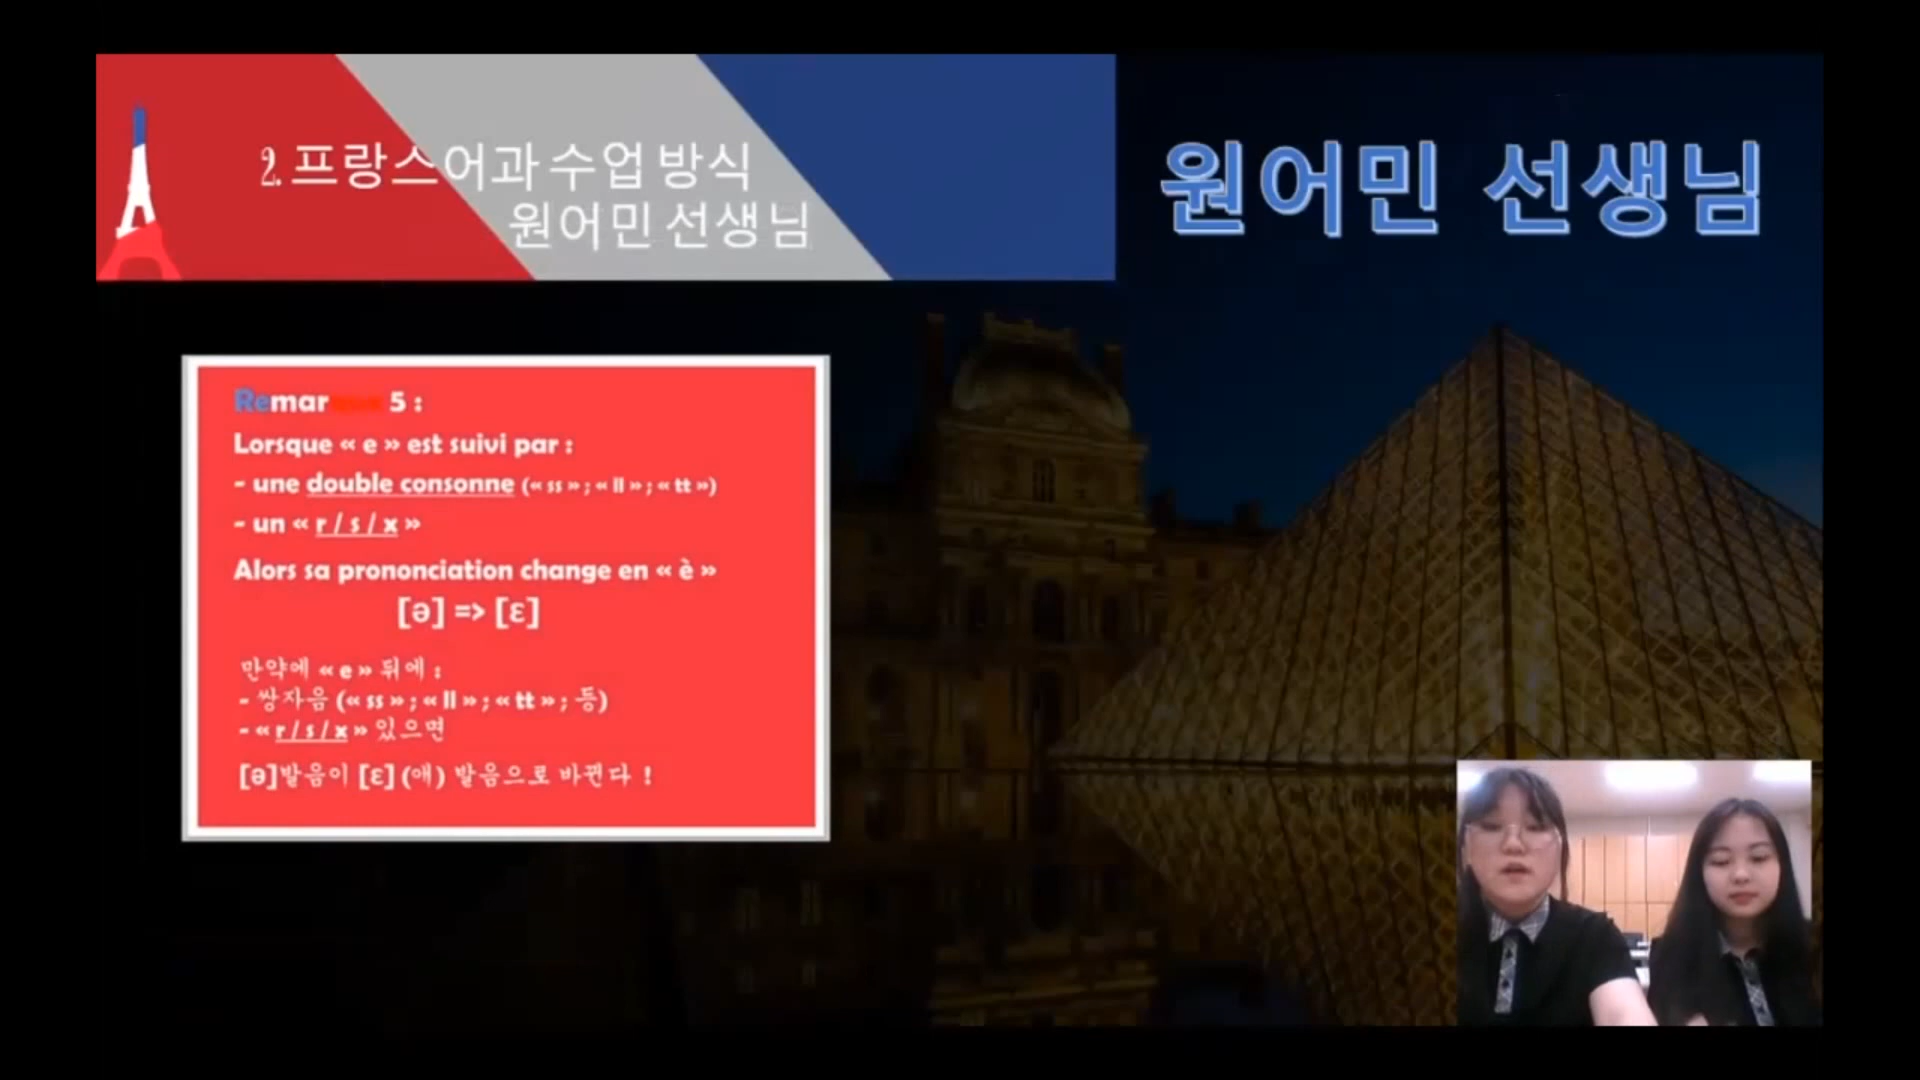 2. 프랑스어과 수업 방식
원어민 선생님
원어민 선생님
Remarque 5 :
Lorsque « e » est suivi par :
- une double consonne (« ss » ; « ll » ; « tt »)
- un « r / s / x »
Alors sa prononciation change en « è »
[ə] => [ɛ]
만약에 « e » 뒤에 :
- 쌍자음 (« ss » ; « ll » ; « tt » ; 등)
- « r / s / x » 있으면
[ə]발음이 [ɛ] (애) 발음으로 바뀐다 !